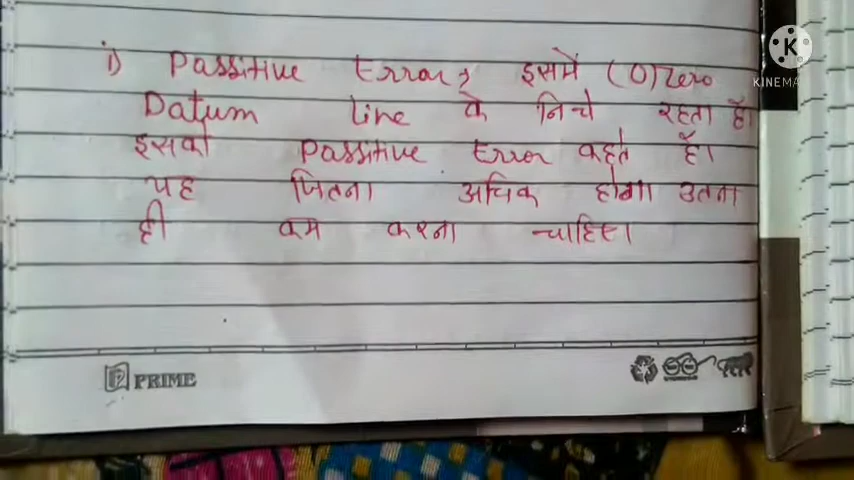 i) Passitive Error, इसमें (0) Zero
Datum line के निचे रहता हैं।
इसको Passitive Error कहते हैं।
यह जितना अधिक होगा उतना
ही कम करना चाहिए।
PRIME
K
KINEMA